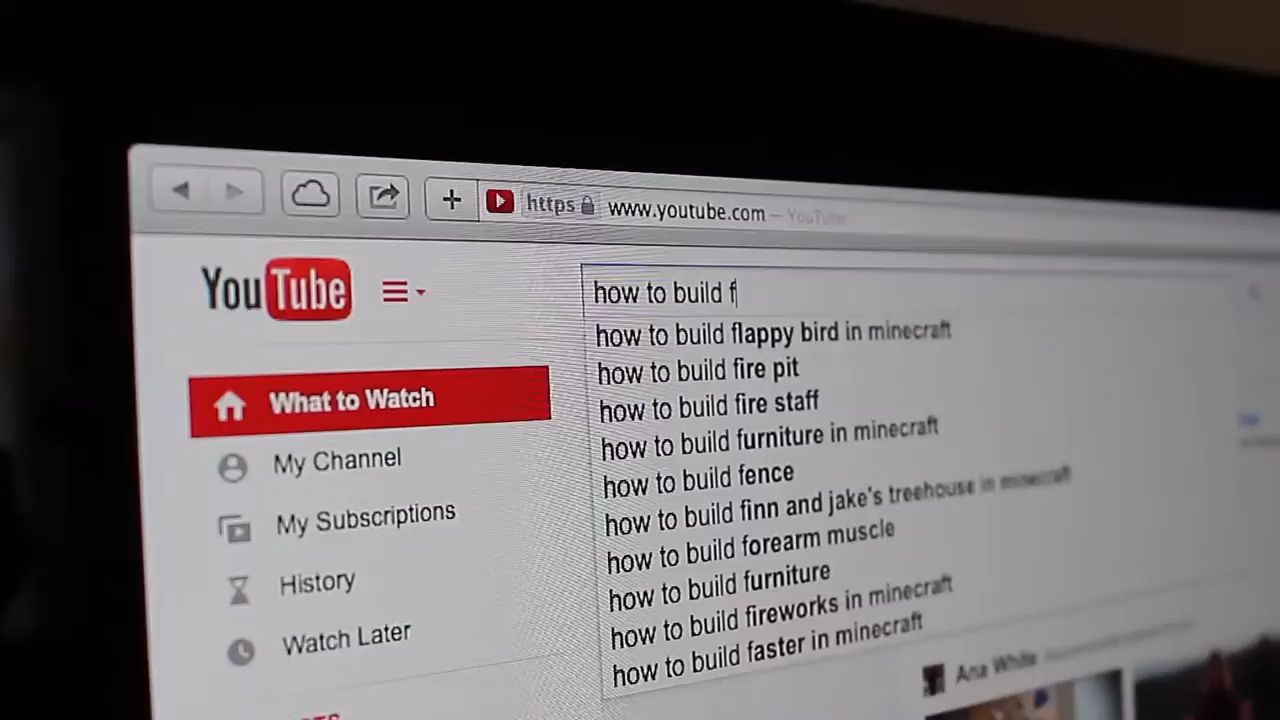 https www.youtube.com — YouTube
YouTube
how to build f
how to build flappy bird in minecraft
how to build fire pit
how to build fire staff
how to build furniture in minecraft
how to build fence
how to build finn and jake's treehouse in minecraft
how to build forearm muscle
how to build furniture
how to build fireworks in minecraft
how to build faster in minecraft
What to Watch
My Channel
My Subscriptions
History
Watch Later
Ana White